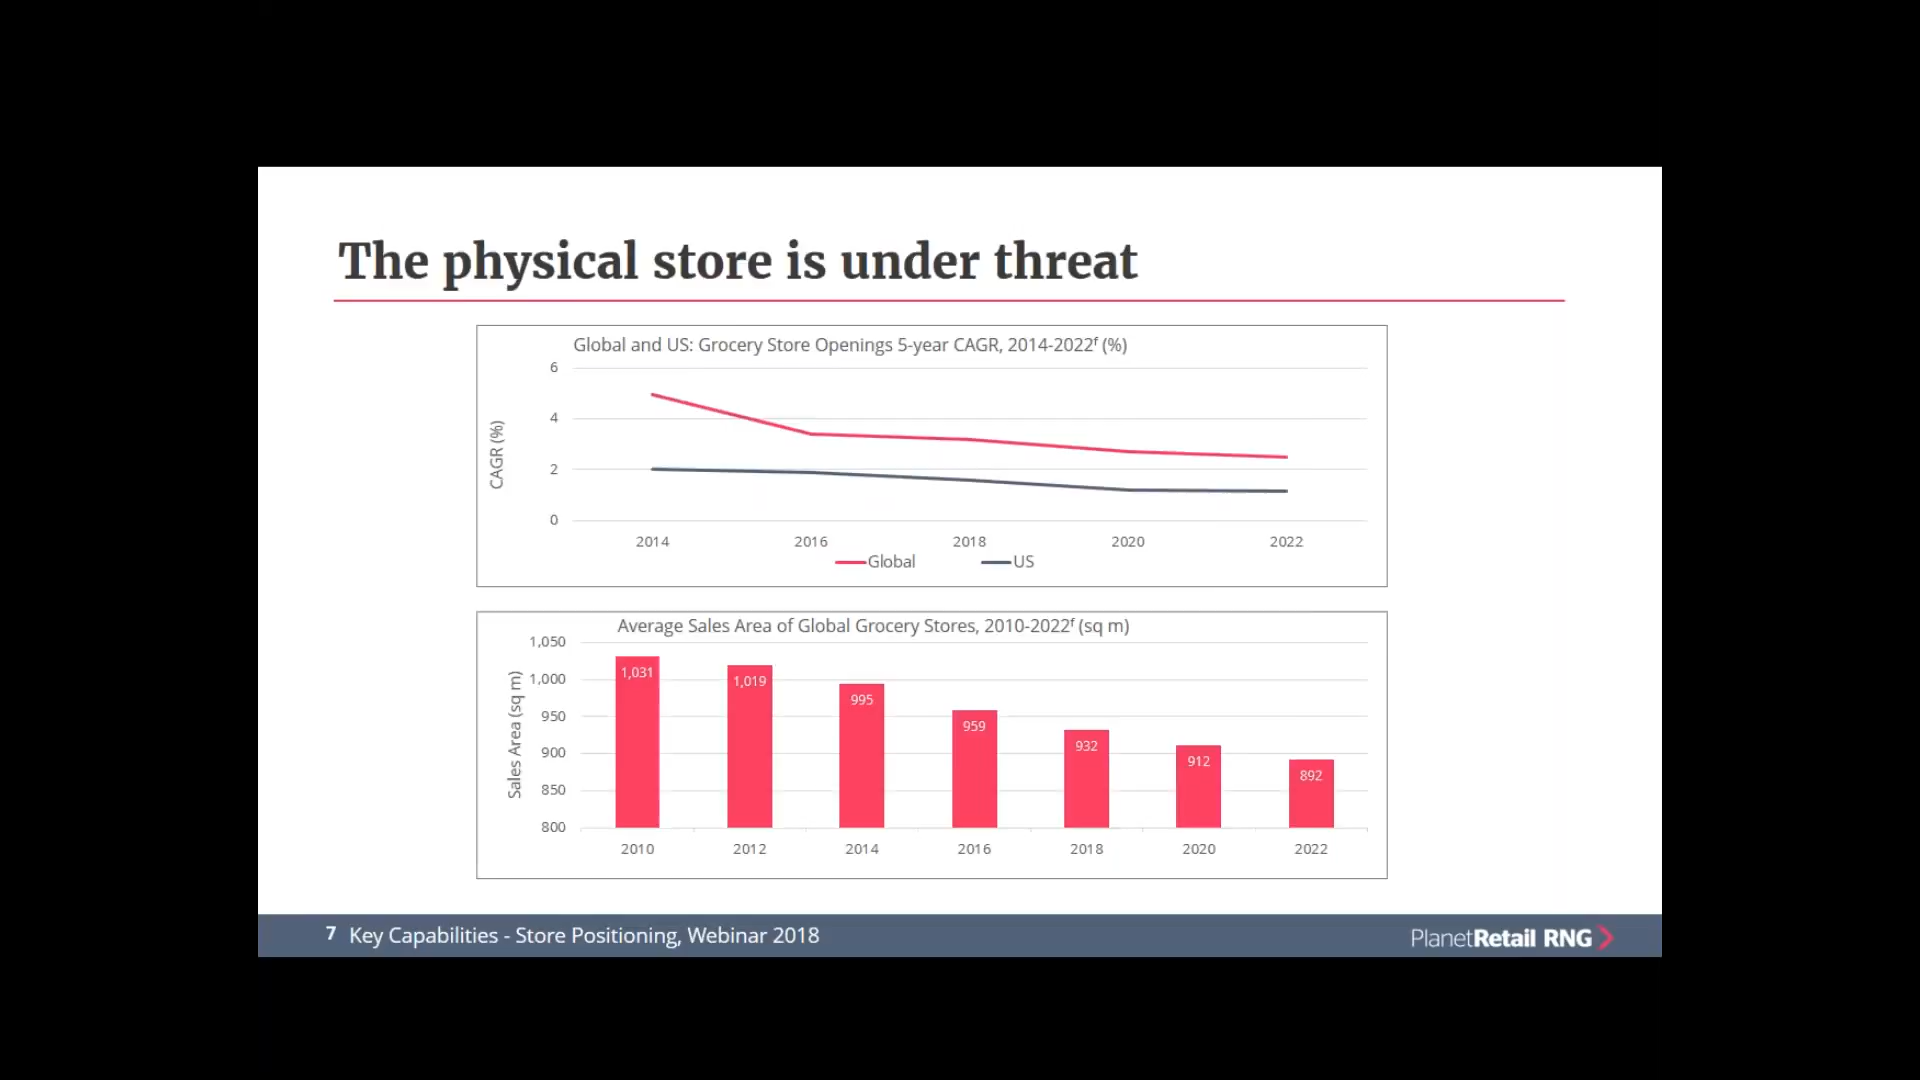 The physical store is under threat
Global and US: Grocery Store Openings 5-year CAGR, 2014-2022ᶠ (%)
CAGR (%)
6
4
2
0
2014 2016 2018 2020 2022
Global US
Average Sales Area of Global Grocery Stores, 2010-2022ᶠ (sq m)
Sales Area (sq m)
1,050
1,000
950
900
850
800
1,031 1,019 995 959 932 912 892
2010 2012 2014 2016 2018 2020 2022
7 Key Capabilities - Store Positioning, Webinar 2018
PlanetRetail RNG